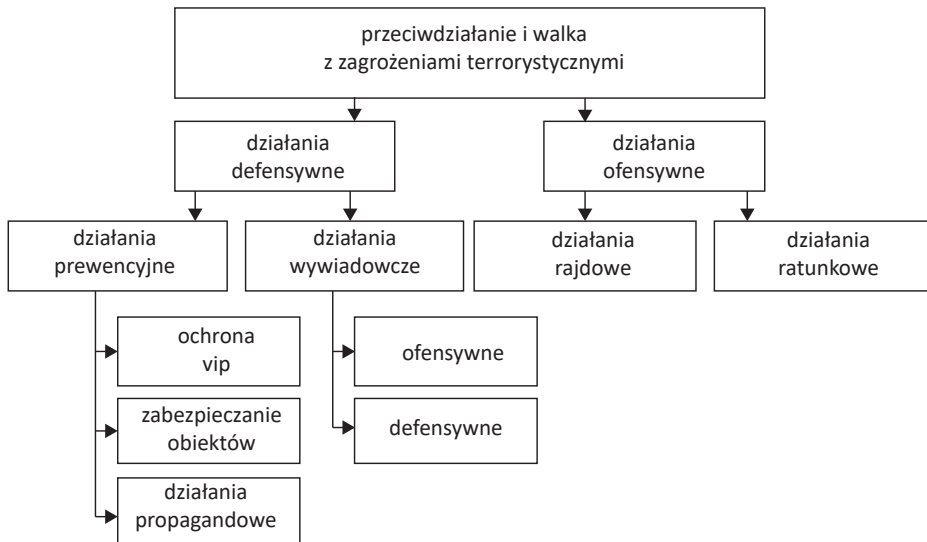 przeciwdziałanie i walka
z zagrożeniami terrorystycznymi
działania
defensywne
działania
ofensywne
działania
prewencyjne
działania
wywiadowcze
działania
rajdowe
działania
ratunkowe
ochrona
vip
ofensywne
zabezpieczanie
obiektów
defensywne
działania
propagandowe